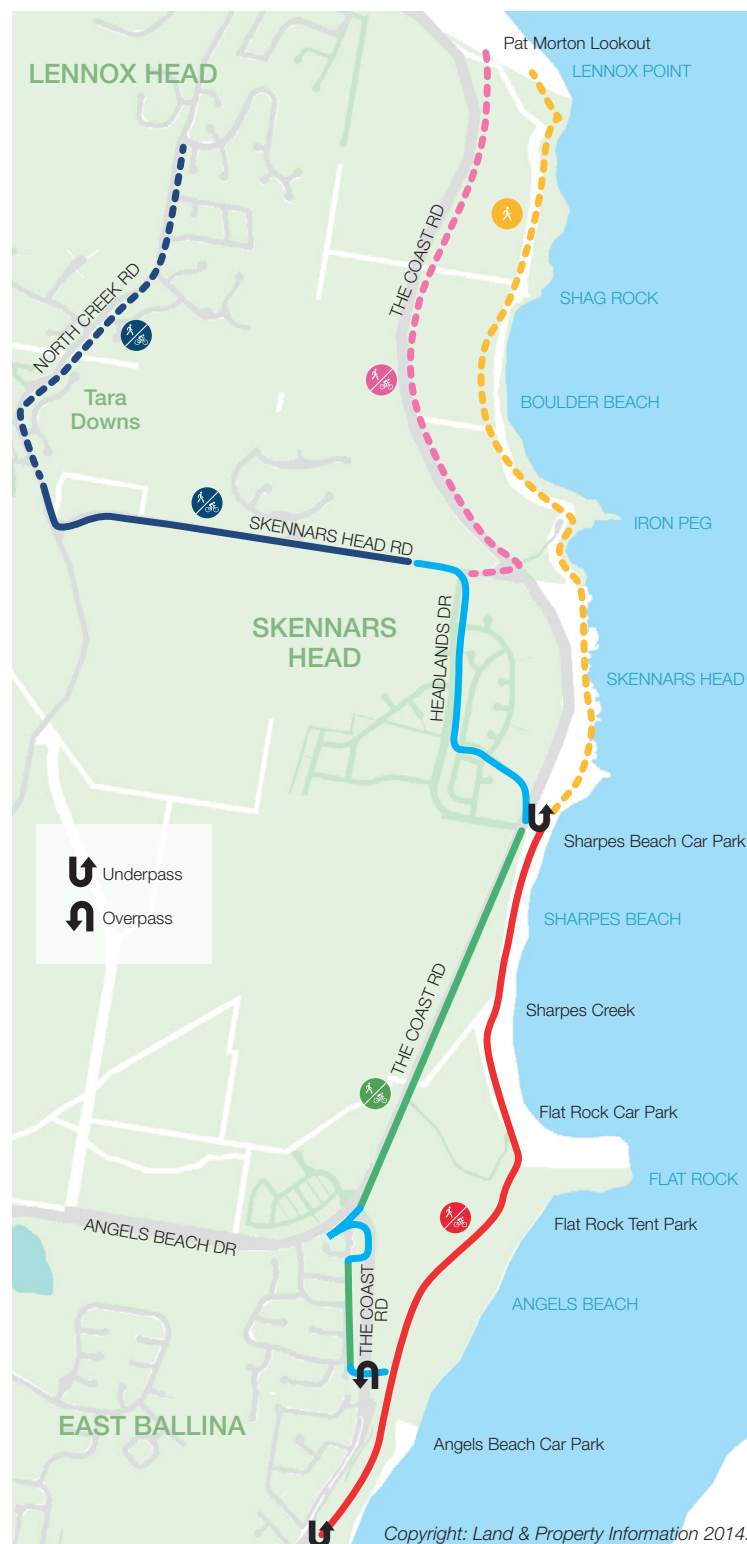 Pat Morton Lookout
LENNOX HEAD
LENNOX POINT
THE COAST RD
NORTH CREEK RD
SHAG ROCK
Tara
Downs
BOULDER BEACH
SKENNARS HEAD RD
IRON PEG
SKENNARS
HEAD
HEADLANDS DR
SKENNARS HEAD
Sharpes Beach Car Park
Underpass
Overpass
SHARPES BEACH
THE COAST RD
Sharpes Creek
Flat Rock Car Park
FLAT ROCK
ANGELS BEACH DR
Flat Rock Tent Park
THE COAST
RD
ANGELS BEACH
EAST BALLINA
Angels Beach Car Park
Copyright: Land & Property Information 2014.